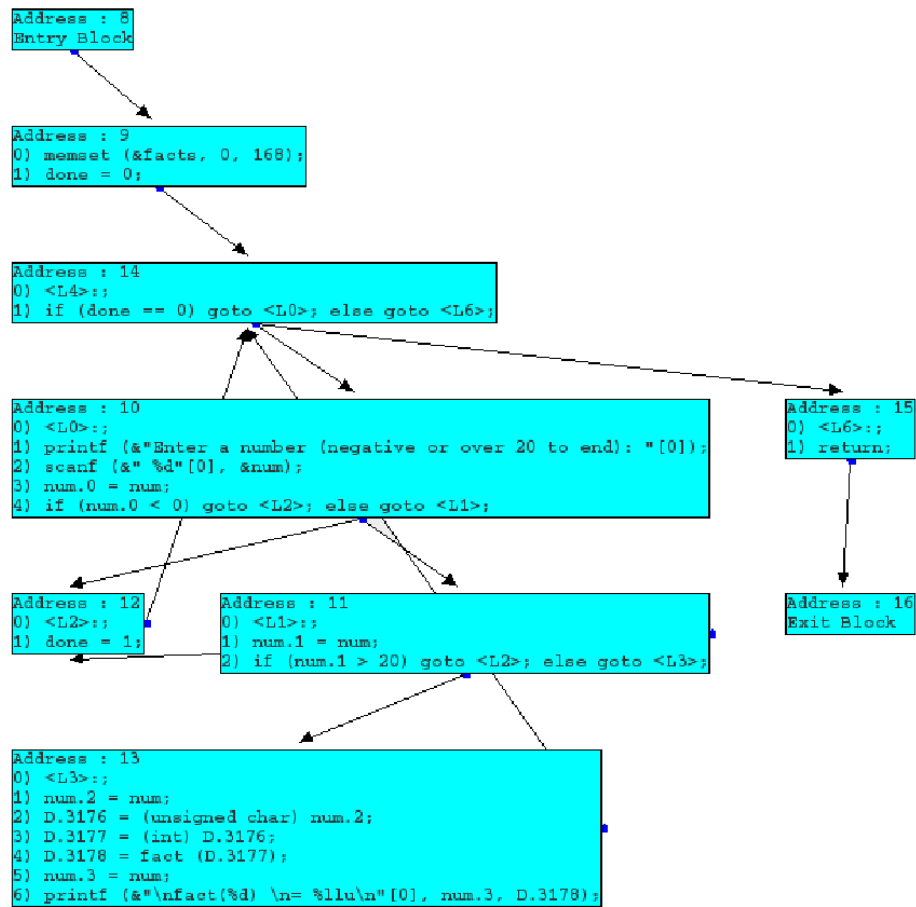 Address : 8
Entry Block
Address : 9
0) memset (&facts, 0, 168);
1) done = 0;
Address : 14
0) <L4>:;
1) if (done == 0) goto <L0>; else goto <L6>;
Address : 10
0) <L0>:;
1) printf (&"Enter a number (negative or over 20 to end): "[0]);
2) scanf (&" %d"[0], &num);
3) num.0 = num;
4) if (num.0 < 0) goto <L2>; else goto <L1>;
Address : 15
0) <L6>:;
1) return;
Address : 12
0) <L2>:;
1) done = 1;
Address : 11
0) <L1>:;
1) num.1 = num;
2) if (num.1 > 20) goto <L2>; else goto <L3>;
Address : 16
Exit Block
Address : 13
0) <L3>:;
1) num.2 = num;
2) D.3176 = (unsigned char) num.2;
3) D.3177 = (int) D.3176;
4) D.3178 = fact (D.3177);
5) num.3 = num;
6) printf (&"\nfact(%d) \n= %llu\n"[0], num.3, D.3178);